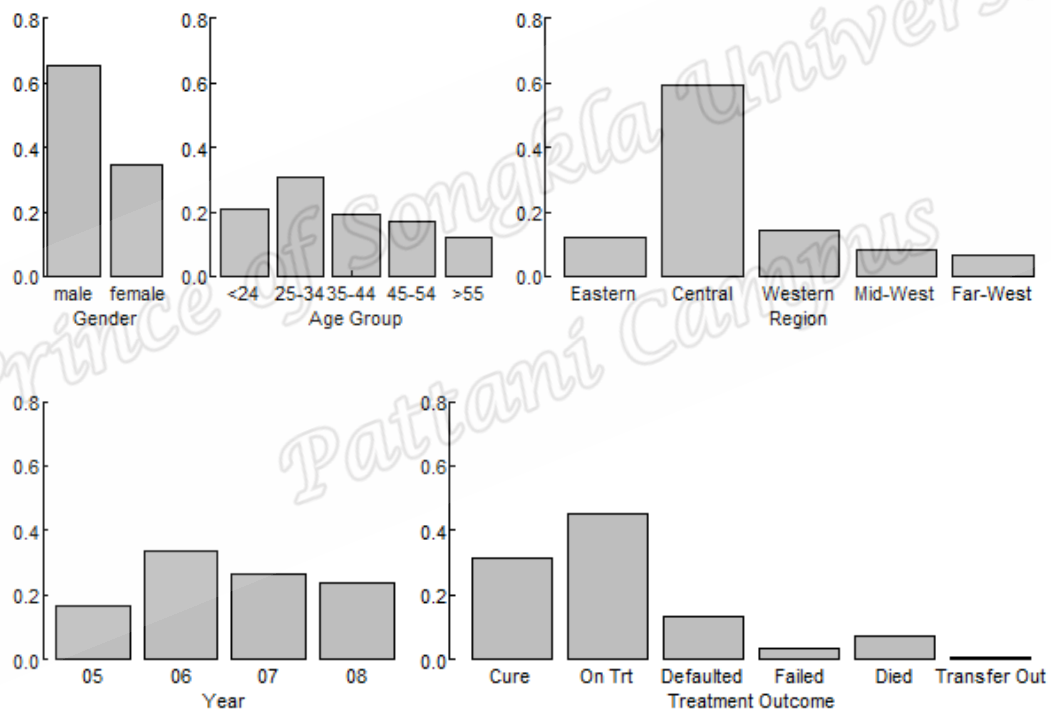 0.8 0.8 0.8
0.6 0.6 0.6
0.4 0.4 0.4
0.2 0.2 0.2
0.0 0.0 0.0
male female <24 25-34 35-44 45-54 >55 Eastern Central Western Mid-West Far-West
Gender Age Group Region
Prince of Songkla Univers
Pattani Campus
0.8 0.8
0.6 0.6
0.4 0.4
0.2 0.2
0.0 0.0
05 06 07 08 Cure On Trt Defaulted Failed Died Transfer Out
Year Treatment Outcome